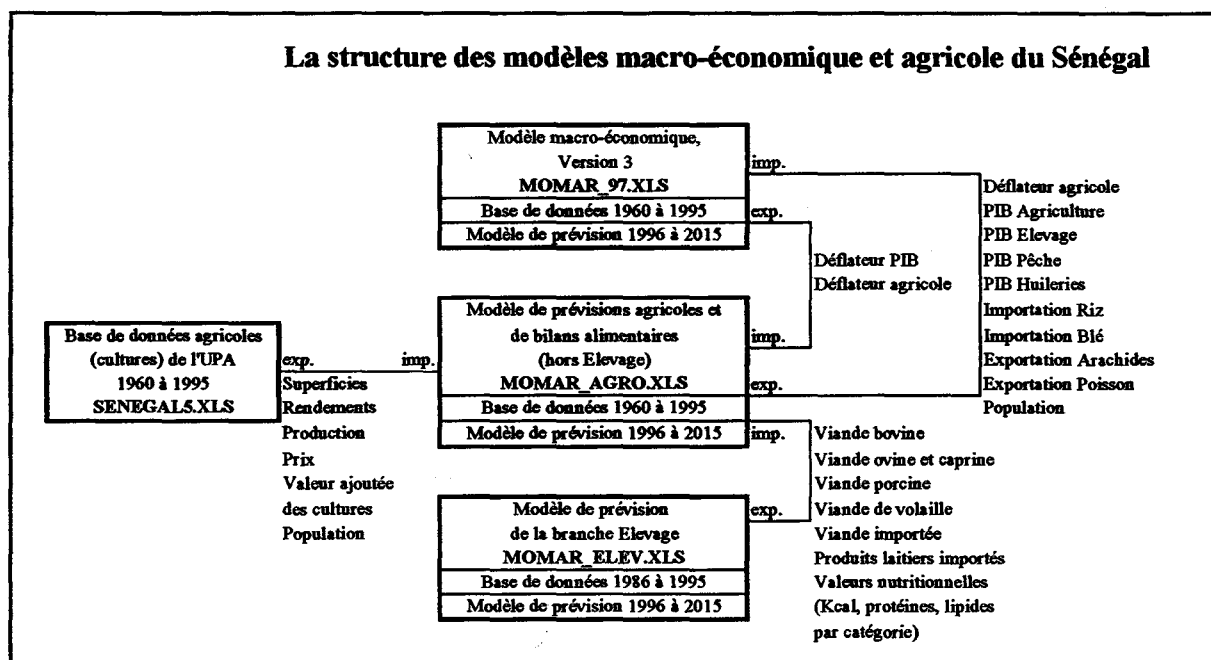 La structure des modèles macro-économique et agricole du Sénégal
Modèle macro-économique,
Version 3
MOMAR_97.XLS
Base de données 1960 à 1995
Modèle de prévision 1996 à 2015
imp.
exp.
Déflateur PIB
Déflateur agricole
Déflateur agricole
PIB Agriculture
PIB Elevage
PIB Pêche
PIB Huileries
Importation Riz
Importation Blé
Exportation Arachides
Exportation Poisson
Population
Base de données agricoles
(cultures) de l'UPA
1960 à 1995
SENEGAL5.XLS
exp.
imp.
Superficies
Rendements
Production
Prix
Valeur ajoutée
des cultures
Population
Modèle de prévisions agricoles et
de bilans alimentaires
(hors Elevage)
MOMAR_AGRO.XLS
Base de données 1960 à 1995
Modèle de prévision 1996 à 2015
imp.
exp.
imp.
Viande bovine
Viande ovine et caprine
Viande porcine
Viande de volaille
Viande importée
Produits laitiers importés
Valeurs nutritionnelles
(Kcal, protéines, lipides
par catégorie)
Modèle de prévision
de la branche Elevage
MOMAR_ELEV.XLS
Base de données 1986 à 1995
Modèle de prévision 1996 à 2015
exp.